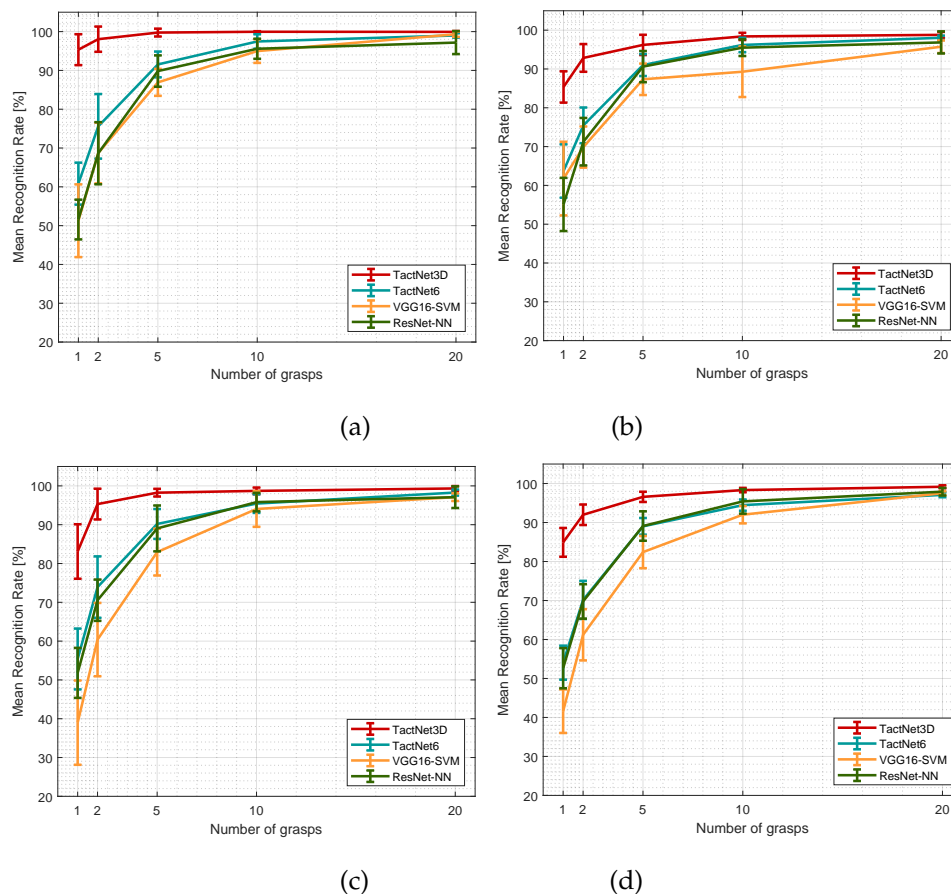 100
90
80
70
60
50
40
30
20
Mean Recognition Rate [%]
1 2 5 10 20
Number of grasps
TactNet3D
TactNet6
VGG16-SVM
ResNet-NN
(a)
100
90
80
70
60
50
40
30
20
Mean Recognition Rate [%]
1 2 5 10 20
Number of grasps
TactNet3D
TactNet6
VGG16-SVM
ResNet-NN
(b)
100
90
80
70
60
50
40
30
20
Mean Recognition Rate [%]
1 2 5 10 20
Number of grasps
TactNet3D
TactNet6
VGG16-SVM
ResNet-NN
(c)
100
90
80
70
60
50
40
30
20
Mean Recognition Rate [%]
1 2 5 10 20
Number of grasps
TactNet3D
TactNet6
VGG16-SVM
ResNet-NN
(d)